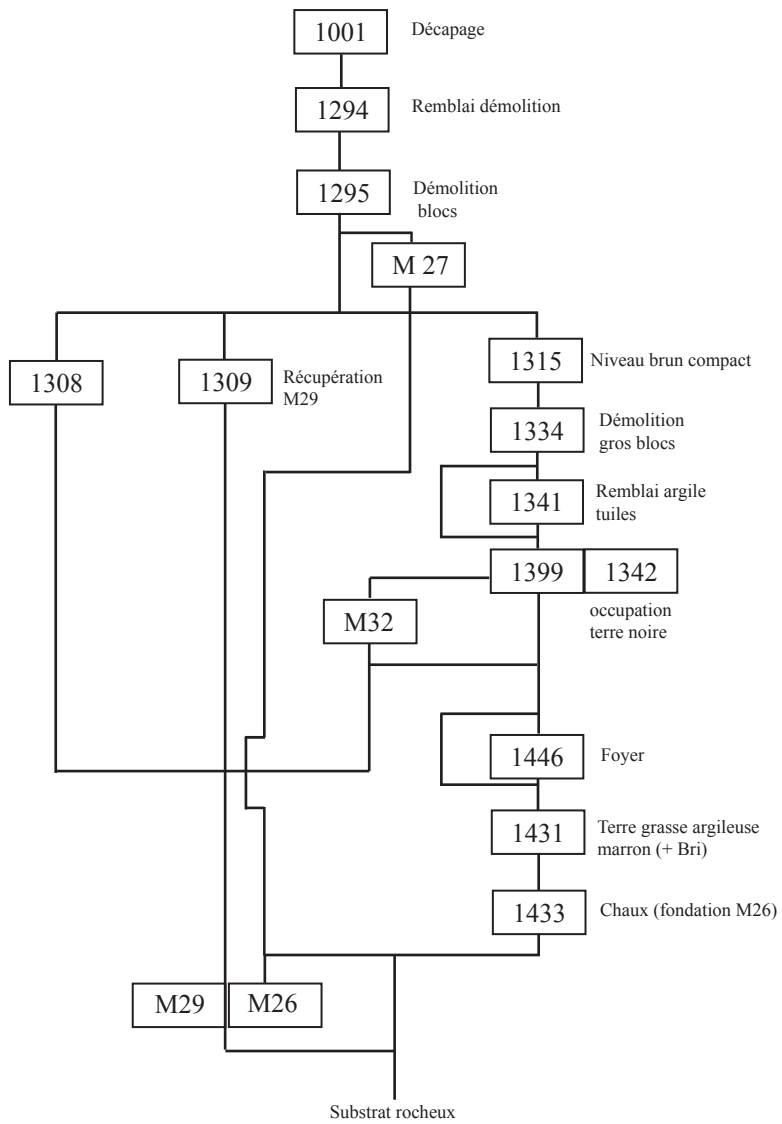 1001 Décapage
1294 Remblai démolition
1295 Démolition
blocs
M 27
1308
1309 Récupération
M29
1315 Niveau brun compact
1334 Démolition
gros blocs
1341 Remblai argile
tuiles
1399 1342
occupation
terre noire
M32
1446 Foyer
1431 Terre grasse argileuse
marron (+ Bri)
1433 Chaux (fondation M26)
M29 M26
Substrat rocheux